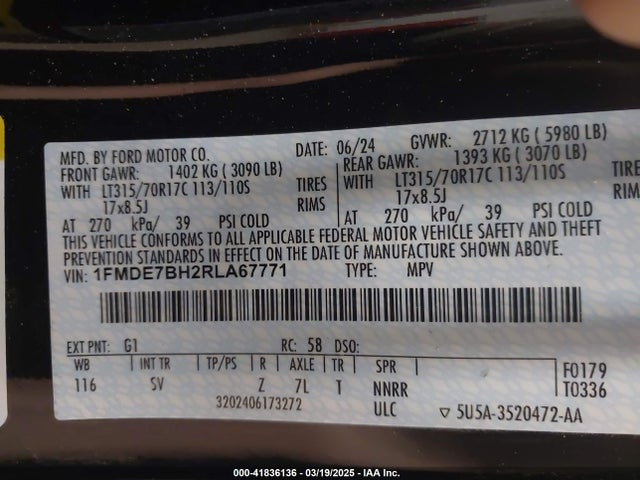 MFD. BY FORD MOTOR CO. DATE: 06/24 GVWR: 2712 KG ( 5980 LB)
FRONT GAWR: 1402 KG ( 3090 LB) REAR GAWR: 1393 KG ( 3070 LB)
WITH LT315/70R17C 113/110S TIRES WITH LT315/70R17C 113/110S
17x8.5J RIMS 17x8.5J
AT 270 kPa/ 39 PSI COLD AT 270 kPa/ 39 PSI COLD
THIS VEHICLE CONFORMS TO ALL APPLICABLE FEDERAL MOTOR VEHICLE SAFETY AND THEFT
PREVENTION STANDARDS IN EFFECT ON THE DATE OF MANUFACTURE SHOWN ABOVE.
VIN: 1FMDE7BH2RLA67771 TYPE: MPV
EXT PNT: G1 RC: 58 DSO:
WB INT TR TP/PS R AXLE TR SPR F0179
116 SV Z 7L T NNRR T0336
3202406173272 ULC ▽ 5U5A-3520472-AA
000-41836136 - 03/19/2025 - IAA Inc.